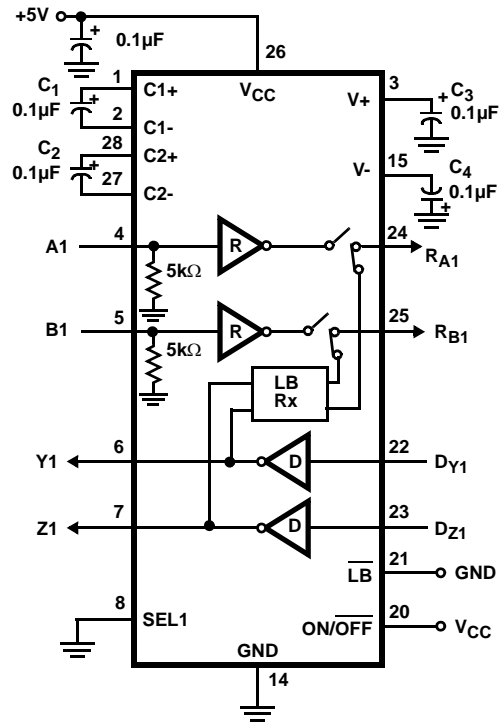 +5V
+
0.1µF
26
1
3
C1
0.1µF
+
C1+
VCC
V+
+
C3
0.1µF
2
C1-
28
C2
0.1µF
+
C2+
V-
15
C4
0.1µF
+
27
C2-
A1
4
R
24
RA1
5kΩ
B1
5
R
25
RB1
5kΩ
LB
Rx
Y1
6
D
22
DY1
Z1
7
D
23
DZ1
L̅B̅
21
GND
8
SEL1
ON/O̅F̅F̅
20
VCC
GND
14